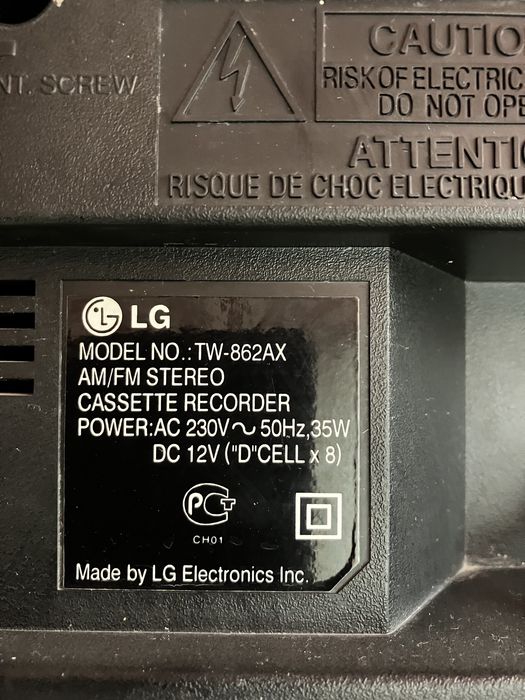 NT. SCREW
CAUTIO
RISK OF ELECTRIC
DO NOT OPE
ATTENTI
RISQUE DE CHOC ELECTRIQU
LG
MODEL NO.:TW-862AX
AM/FM STEREO
CASSETTE RECORDER
POWER:AC 230V～50Hz,35W
DC 12V ("D"CELL x 8)
PCT
CH01
Made by LG Electronics Inc.